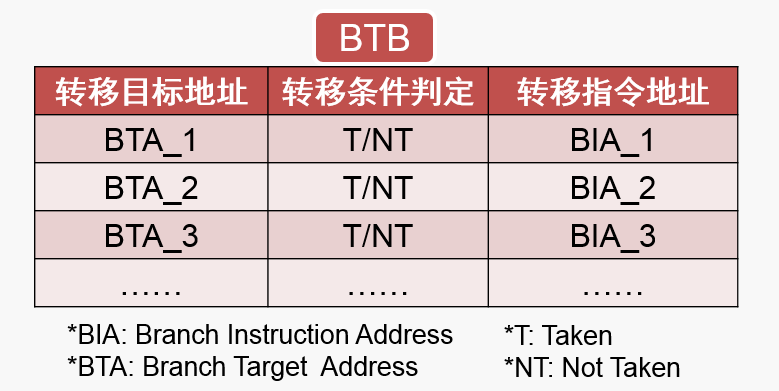 BTB
转移目标地址 转移条件判定 转移指令地址
BTA_1 T/NT BIA_1
BTA_2 T/NT BIA_2
BTA_3 T/NT BIA_3
…… …… ……
*BIA: Branch Instruction Address *T: Taken
*BTA: Branch Target Address *NT: Not Taken